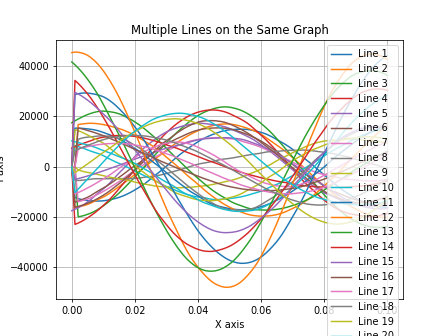 Multiple Lines on the Same Graph
40000
20000
0
−20000
−40000
0.00
0.02
0.04
0.06
X axis
Line 1
Line 2
Line 3
Line 4
Line 5
Line 6
Line 7
Line 8
Line 9
Line 10
Line 11
Line 12
Line 13
Line 14
Line 15
Line 16
Line 17
Line 18
Line 19
Line 20